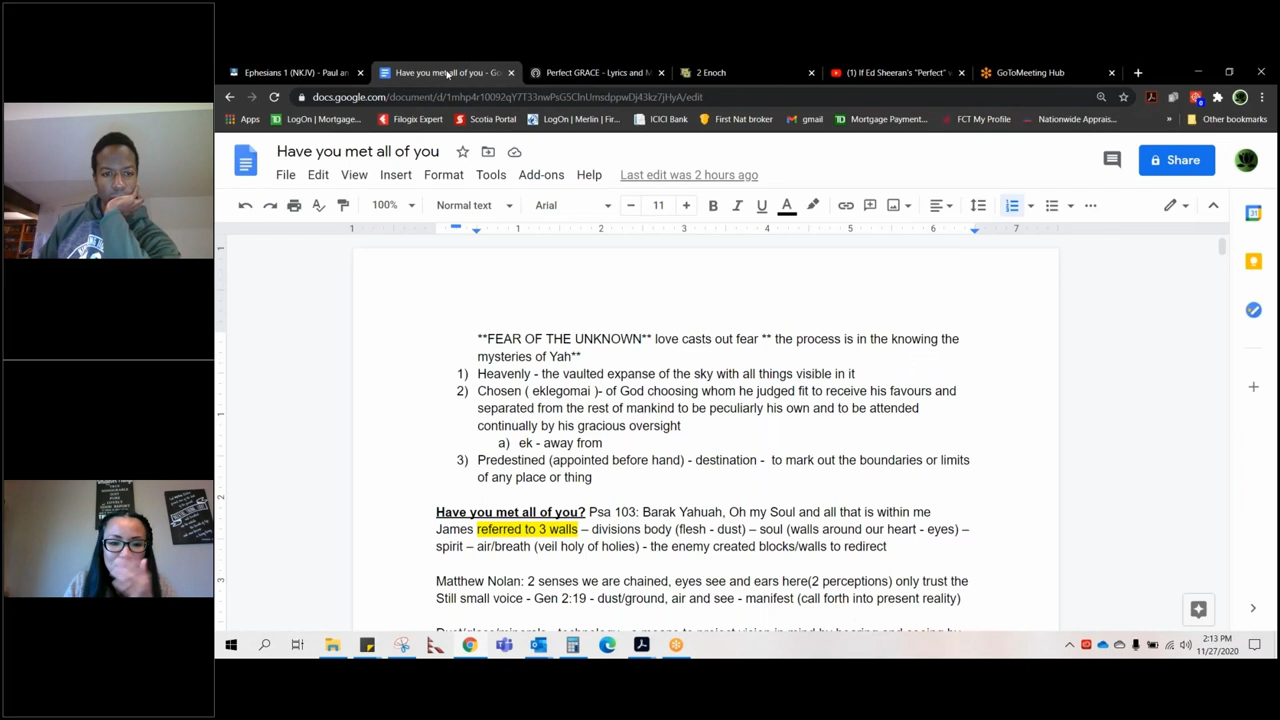 Ephesians 1 (NKJV) - Paul an
Have you met all of you - Go
Perfect GRACE - Lyrics and M
2 Enoch
(1) If Ed Sheeran's "Perfect" w
GoToMeeting Hub
docs.google.com/document/d/1mhp4r10092qY7T33nwPsG5ClnUmsdppwDj43kz7jHyA/edit
Apps
LogOn | Mortgage...
Filogix Expert
Scotia Portal
LogOn | Merlin | Fir...
ICICI Bank
First Nat broker
gmail
Mortgage Payment...
FCT My Profile
Nationwide Apprais...
Other bookmarks
Have you met all of you
Share
File Edit View Insert Format Tools Add-ons Help Last edit was 2 hours ago
100% Normal text Arial 11
1 1 2 3 4 5 6 7
**FEAR OF THE UNKNOWN** love casts out fear ** the process is in the knowing the
mysteries of Yah**
1) Heavenly - the vaulted expanse of the sky with all things visible in it
2) Chosen ( eklegomai )- of God choosing whom he judged fit to receive his favours and
separated from the rest of mankind to be peculiarly his own and to be attended
continually by his gracious oversight
a) ek - away from
3) Predestined (appointed before hand) - destination - to mark out the boundaries or limits
of any place or thing
Have you met all of you? Psa 103: Barak Yahuah, Oh my Soul and all that is within me
James referred to 3 walls – divisions body (flesh - dust) – soul (walls around our heart - eyes) –
spirit – air/breath (veil holy of holies) - the enemy created blocks/walls to redirect
Matthew Nolan: 2 senses we are chained, eyes see and ears here(2 perceptions) only trust the
Still small voice - Gen 2:19 - dust/ground, air and see - manifest (call forth into present reality)
2:13 PM
11/27/2020